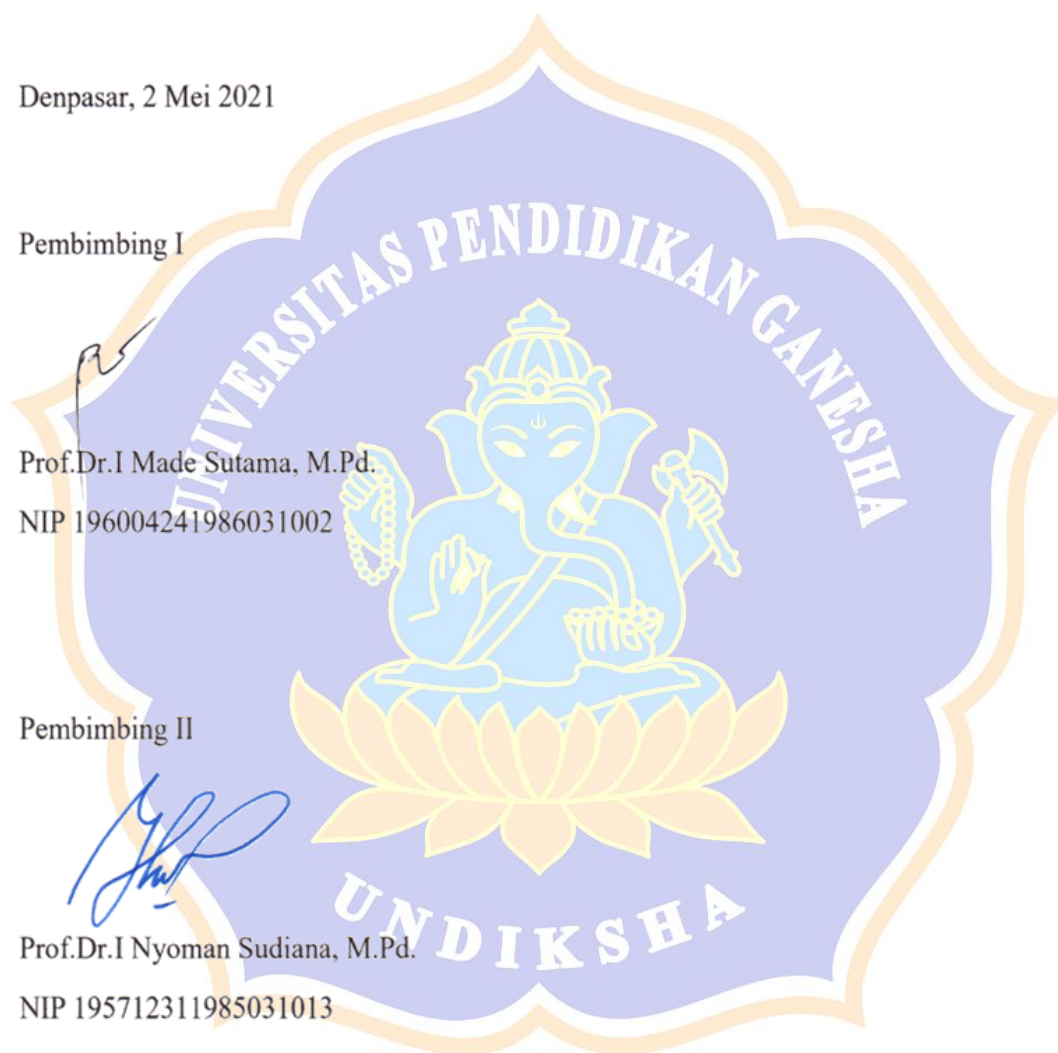 Denpasar, 2 Mei 2021
Pembimbing I
Prof.Dr.I Made Sutama, M.Pd.
NIP 196004241986031002
Pembimbing II
Prof.Dr.I Nyoman Sudiana, M.Pd.
NIP 195712311985031013
UNIVERSITAS PENDIDIKAN GANESHA
UNDIKSHA